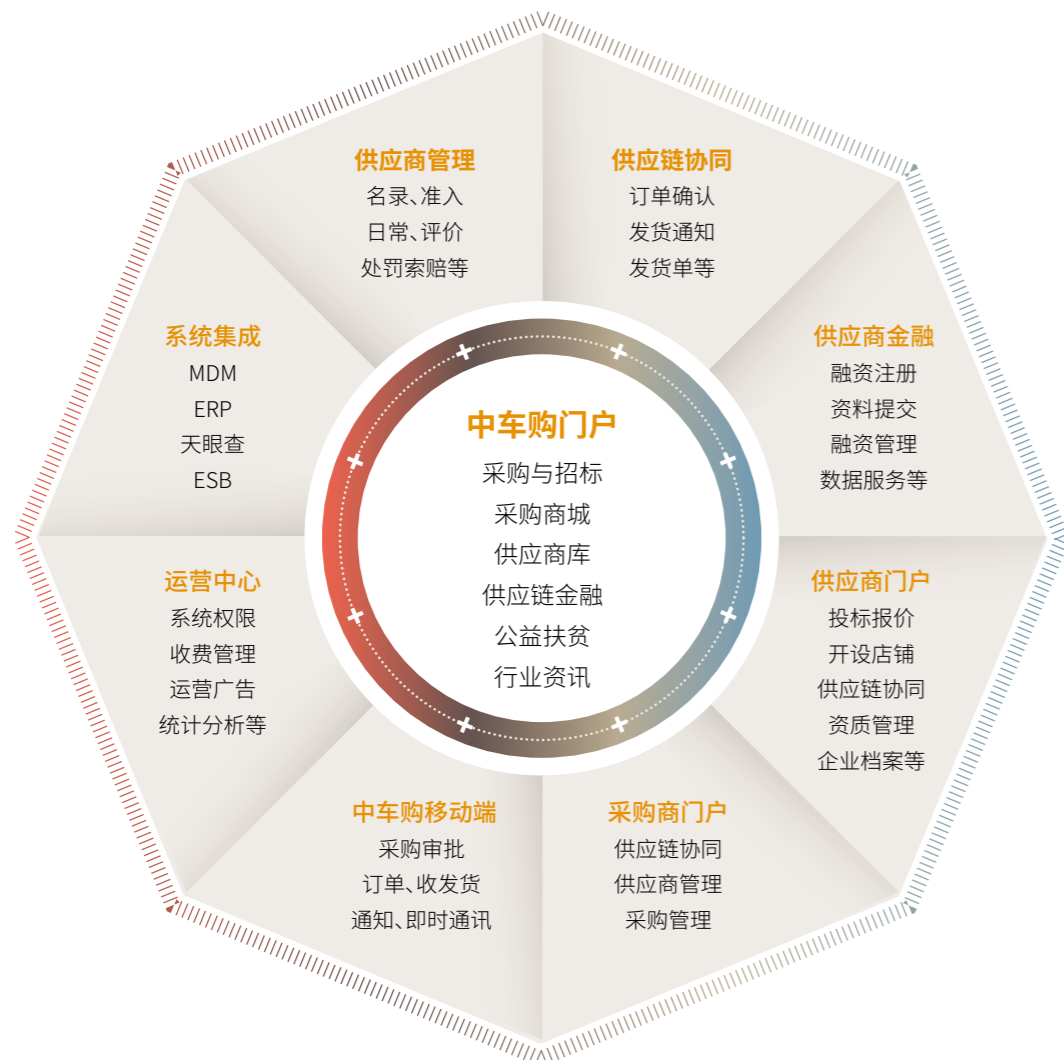 供应商管理
名录、准入
日常、评价
处罚索赔等
供应链协同
订单确认
发货通知
发货单等
系统集成
MDM
ERP
天眼查
ESB
供应商金融
融资注册
资料提交
融资管理
数据服务等
中车购门户
采购与招标
采购商城
供应商库
供应链金融
公益扶贫
行业资讯
运营中心
系统权限
收费管理
运营广告
统计分析等
供应商门户
投标报价
开设店铺
供应链协同
资质管理
企业档案等
中车购移动端
采购审批
订单、收发货
通知、即时通讯
采购商门户
供应链协同
供应商管理
采购管理